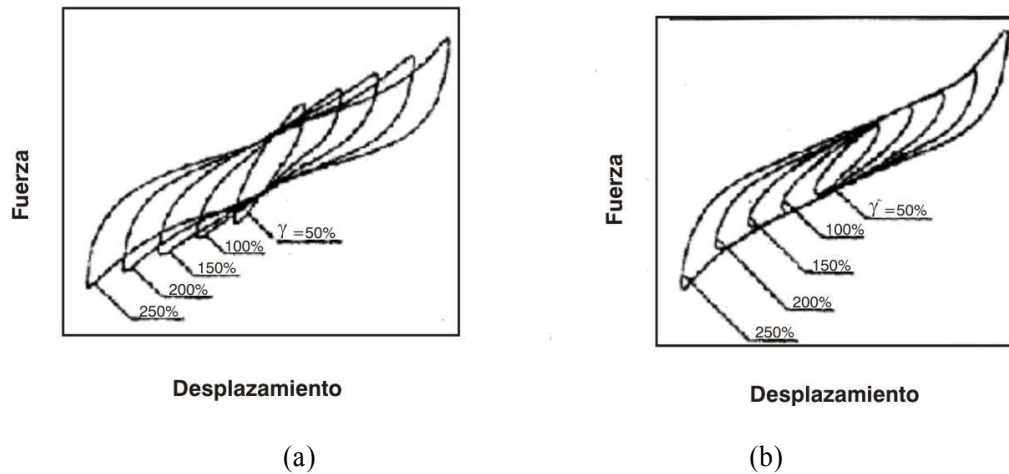 Fuerza
γ =50%
100%
150%
200%
250%
Desplazamiento
(a)
Fuerza
γ =50%
100%
150%
200%
250%
Desplazamiento
(b)